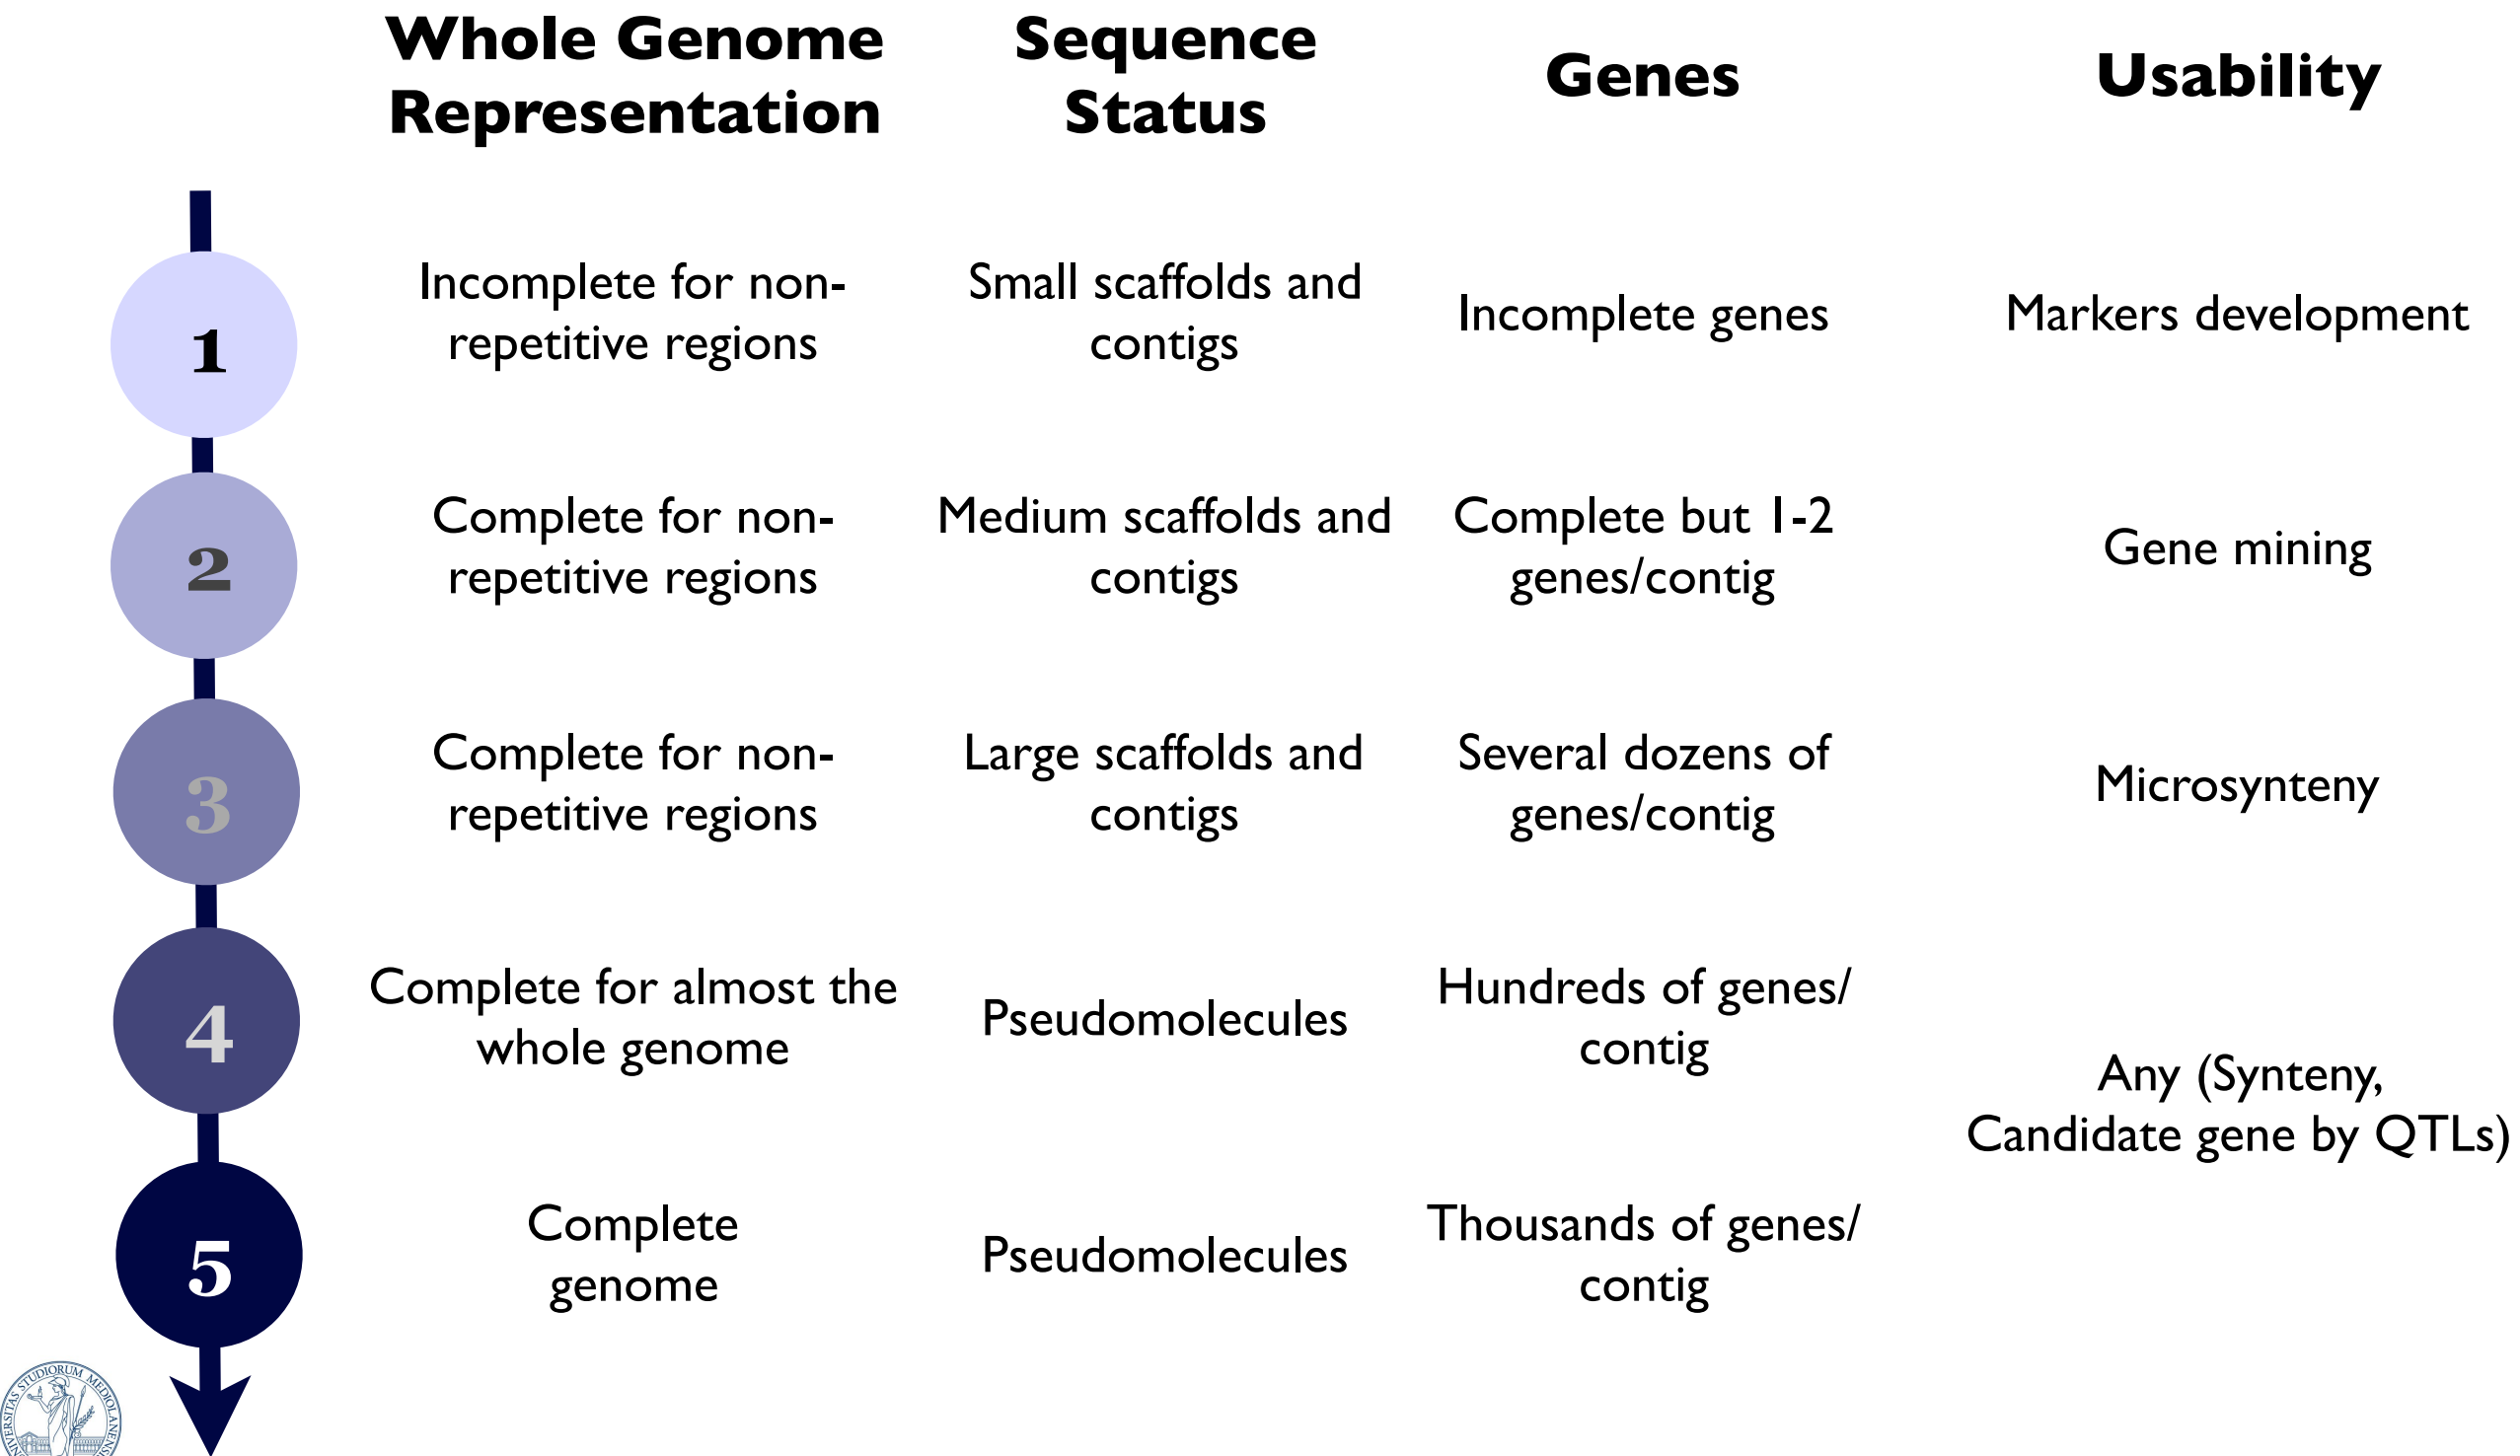 Whole Genome
Representation
Sequence
Status
Genes
Usability
1
Incomplete for non-
repetitive regions
Small scaffolds and
contigs
Incomplete genes
Markers development
2
Complete for non-
repetitive regions
Medium scaffolds and
contigs
Complete but 1-2
genes/contig
Gene mining
3
Complete for non-
repetitive regions
Large scaffolds and
contigs
Several dozens of
genes/contig
Microsynteny
4
Complete for almost the
whole genome
Pseudomolecules
Hundreds of genes/
contig
Any (Synteny,
Candidate gene by QTLs)
5
Complete
genome
Pseudomolecules
Thousands of genes/
contig
STUDIORUM